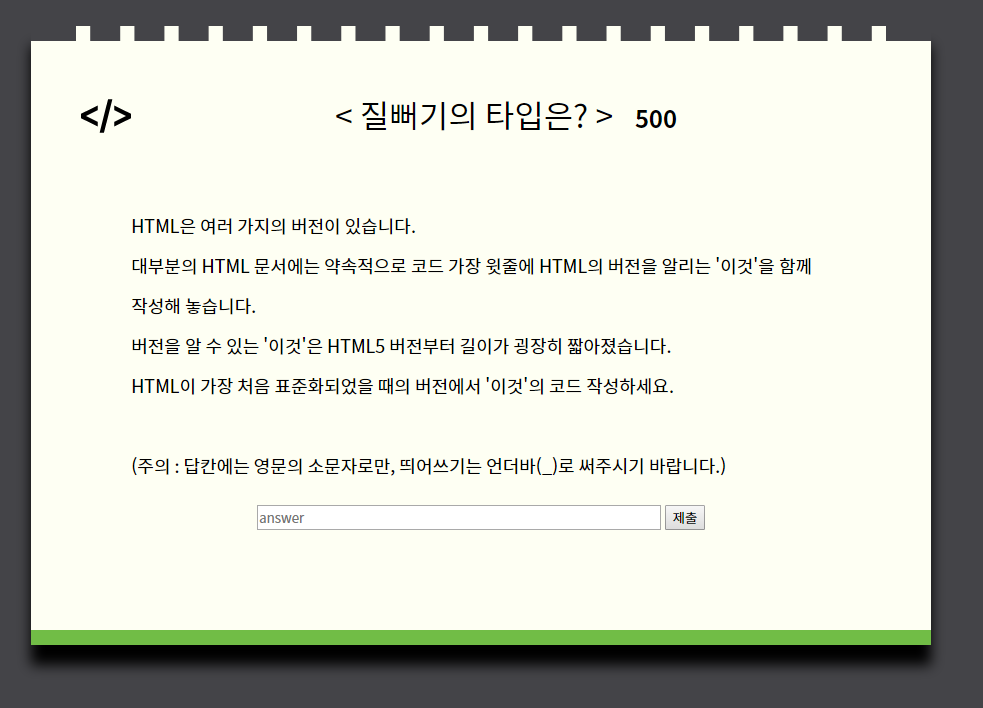 </>
< 질뻐기의 타입은? > 500
HTML은 여러 가지의 버전이 있습니다.
대부분의 HTML 문서에는 약속적으로 코드 가장 윗줄에 HTML의 버전을 알리는 '이것'을 함께
작성해 놓습니다.
버전을 알 수 있는 '이것'은 HTML5 버전부터 길이가 굉장히 짧아졌습니다.
HTML이 가장 처음 표준화되었을 때의 버전에서 '이것'의 코드 작성하세요.
(주의 : 답칸에는 영문의 소문자로만, 띄어쓰기는 언더바(_)로 써주시기 바랍니다.)
answer 제출